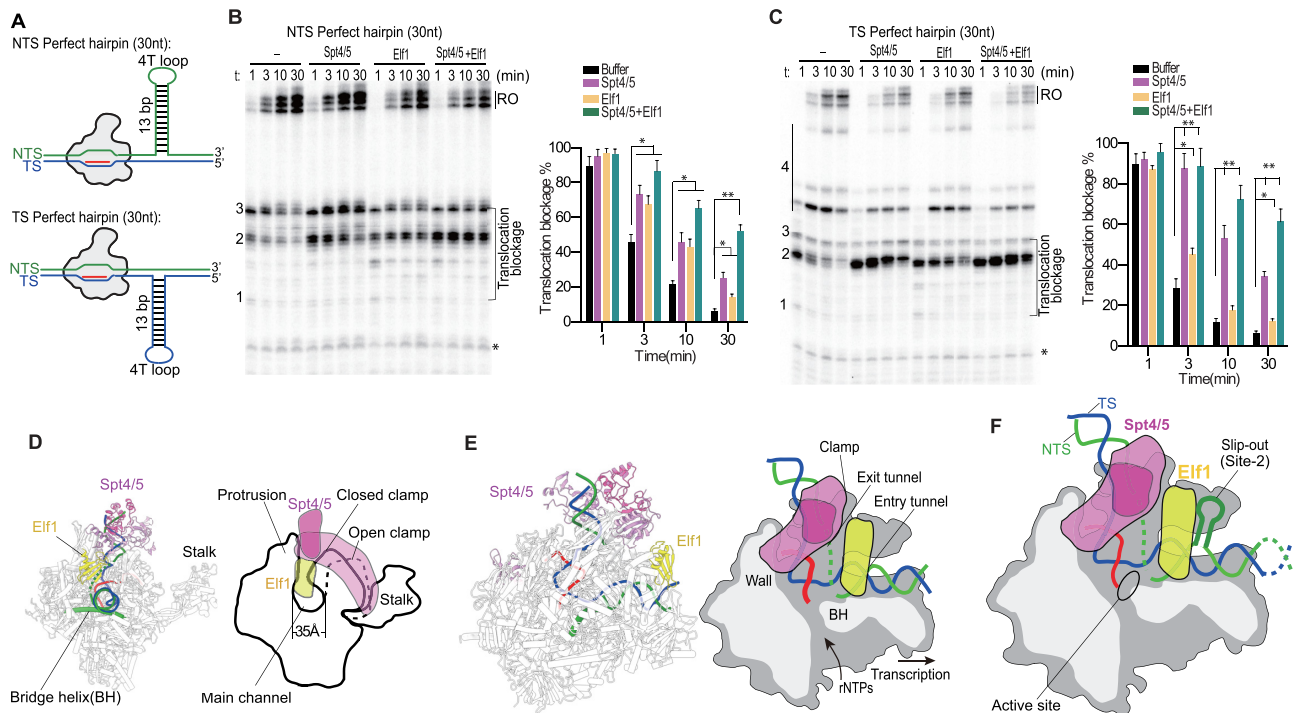 A
NTS Perfect hairpin (30nt):
4T loop
13 bp
NTS
TS
3'
5'
TS Perfect hairpin (30nt):
NTS
TS
3'
5'
13 bp
4T loop
B
NTS Perfect hairpin (30nt)
– Spt4/5 Elf1 Spt4/5 +Elf1
t: 1 3 10 30 1 3 10 30 1 3 10 30 1 3 10 30 (min)
RO
3
2
1
Translocation blockage
*
Buffer
Spt4/5
Elf1
Spt4/5+Elf1
Translocation blockage %
100
80
60
40
20
0
* * ** *
1 3 10 30
Time(min)
C
TS Perfect hairpin (30nt)
– Spt4/5 Elf1 Spt4/5 +Elf1
t: 1 3 10 30 1 3 10 30 1 3 10 30 1 3 10 30 (min)
RO
4
3
2
1
Translocation blockage
*
Buffer
Spt4/5
Elf1
Spt4/5+Elf1
Translocation blockage %
100
80
60
40
20
0
** * ** ** *
1 3 10 30
Time(min)
D
Spt4/5
Elf1
Stalk
Bridge helix(BH)
Protrusion
Spt4/5
Closed clamp
Open clamp
Elf1
Stalk
35Å
Main channel
E
Spt4/5
Elf1
Clamp
Exit tunnel
Entry tunnel
Wall
BH
rNTPs
Transcription
F
TS
NTS
Spt4/5
Elf1
Slip-out
(Site-2)
Active site